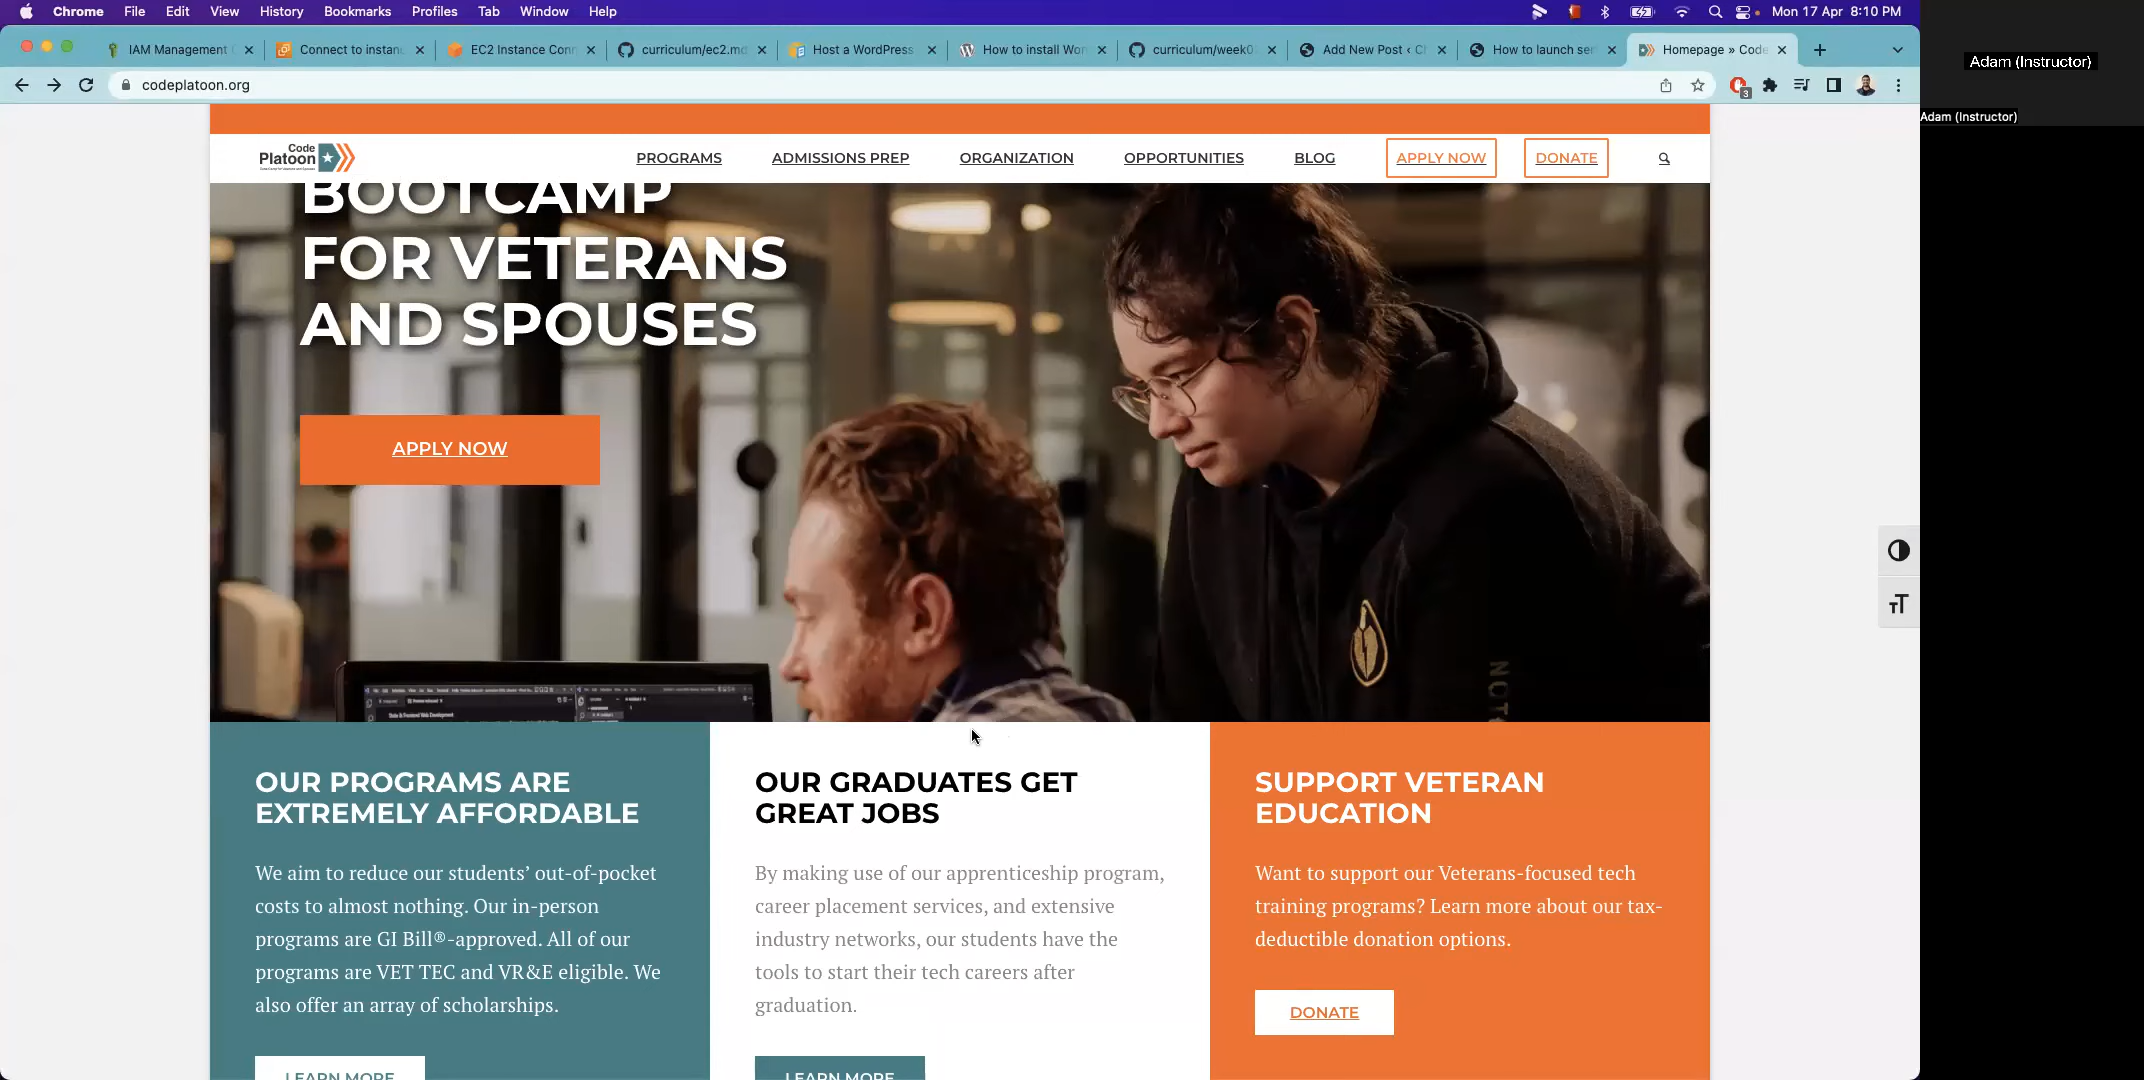 Chrome File Edit View History Bookmarks Profiles Tab Window Help Mon 17 Apr 8:10 PM
IAM Management Connect to instan EC2 Instance Con curriculum/ec2.md Host a WordPress How to install Wor curriculum/week0 Add New Post ‹ C How to launch ser Homepage » Code
codeplatoon.org
3
Adam (Instructor)
Adam (Instructor)
Code
Platoon
PROGRAMS ADMISSIONS PREP ORGANIZATION OPPORTUNITIES BLOG APPLY NOW DONATE
BOOTCAMP
FOR VETERANS
AND SPOUSES
APPLY NOW
OUR PROGRAMS ARE
EXTREMELY AFFORDABLE
We aim to reduce our students’ out-of-pocket
costs to almost nothing. Our in-person
programs are GI Bill®-approved. All of our
programs are VET TEC and VR&E eligible. We
also offer an array of scholarships.
LEARN MORE
OUR GRADUATES GET
GREAT JOBS
By making use of our apprenticeship program,
career placement services, and extensive
industry networks, our students have the
tools to start their tech careers after
graduation.
LEARN MORE
SUPPORT VETERAN
EDUCATION
Want to support our Veterans-focused tech
training programs? Learn more about our tax-
deductible donation options.
DONATE